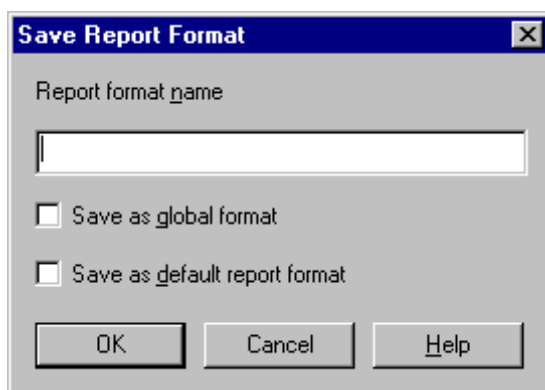 Save Report Format
Report format name
Save as global format
Save as default report format
OK Cancel Help